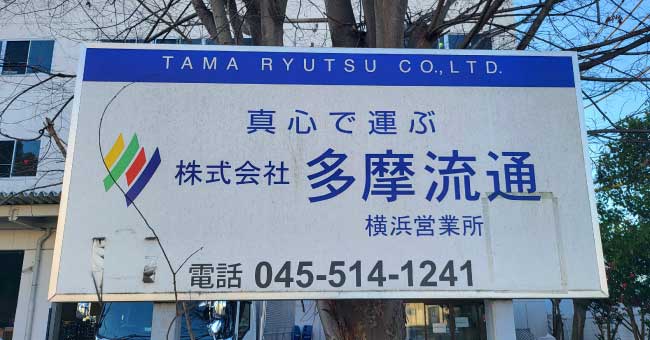 TAMA RYUTSU CO.,LTD.
真心で運ぶ
株式会社 多摩流通
横浜営業所
電話 045-514-1241